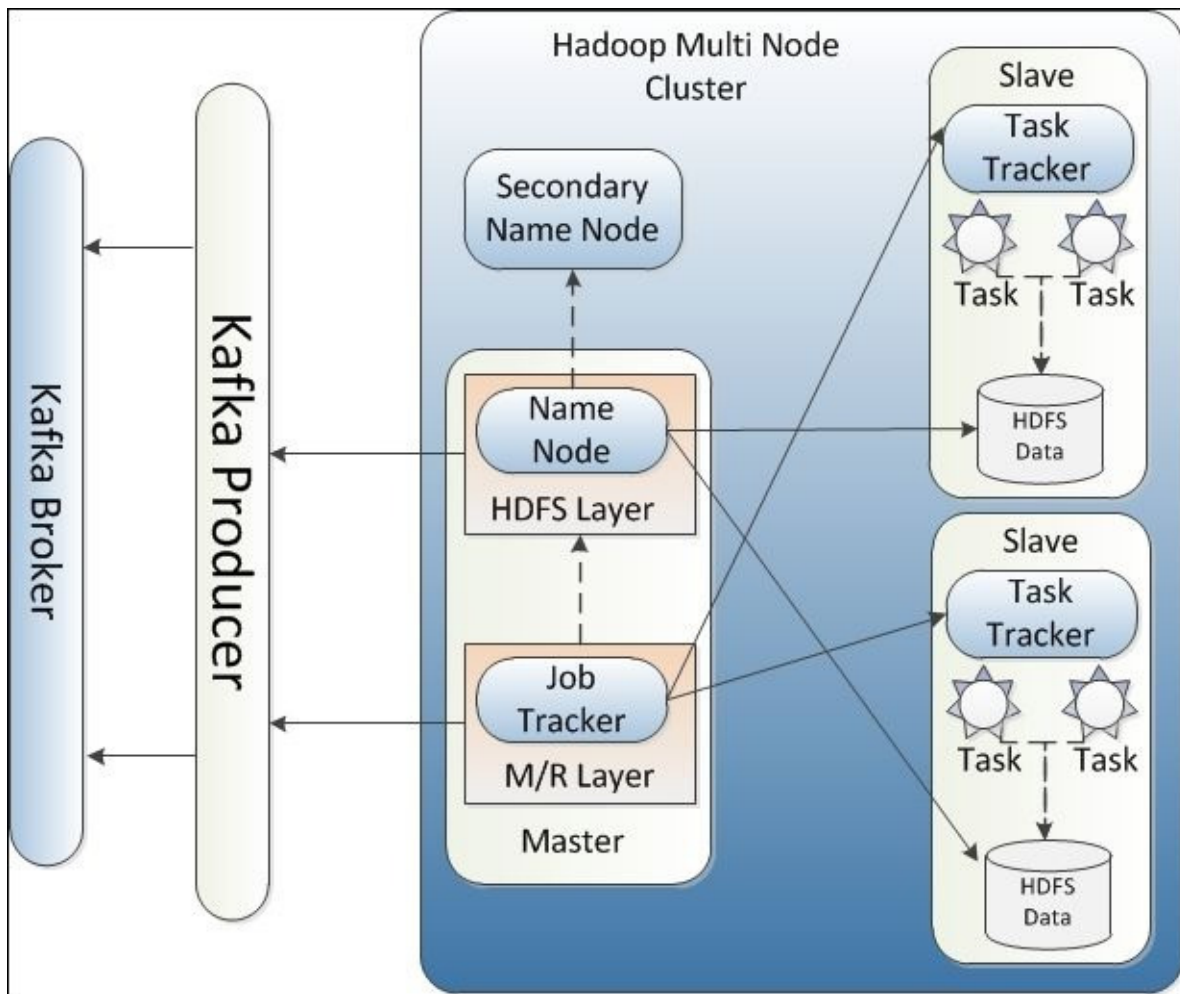 Hadoop Multi Node
Cluster
Kafka Broker
Kafka Producer
Secondary
Name Node
Name
Node
HDFS Layer
Job
Tracker
M/R Layer
Master
Slave
Task
Tracker
Task
Task
HDFS
Data
Slave
Task
Tracker
Task
Task
HDFS
Data